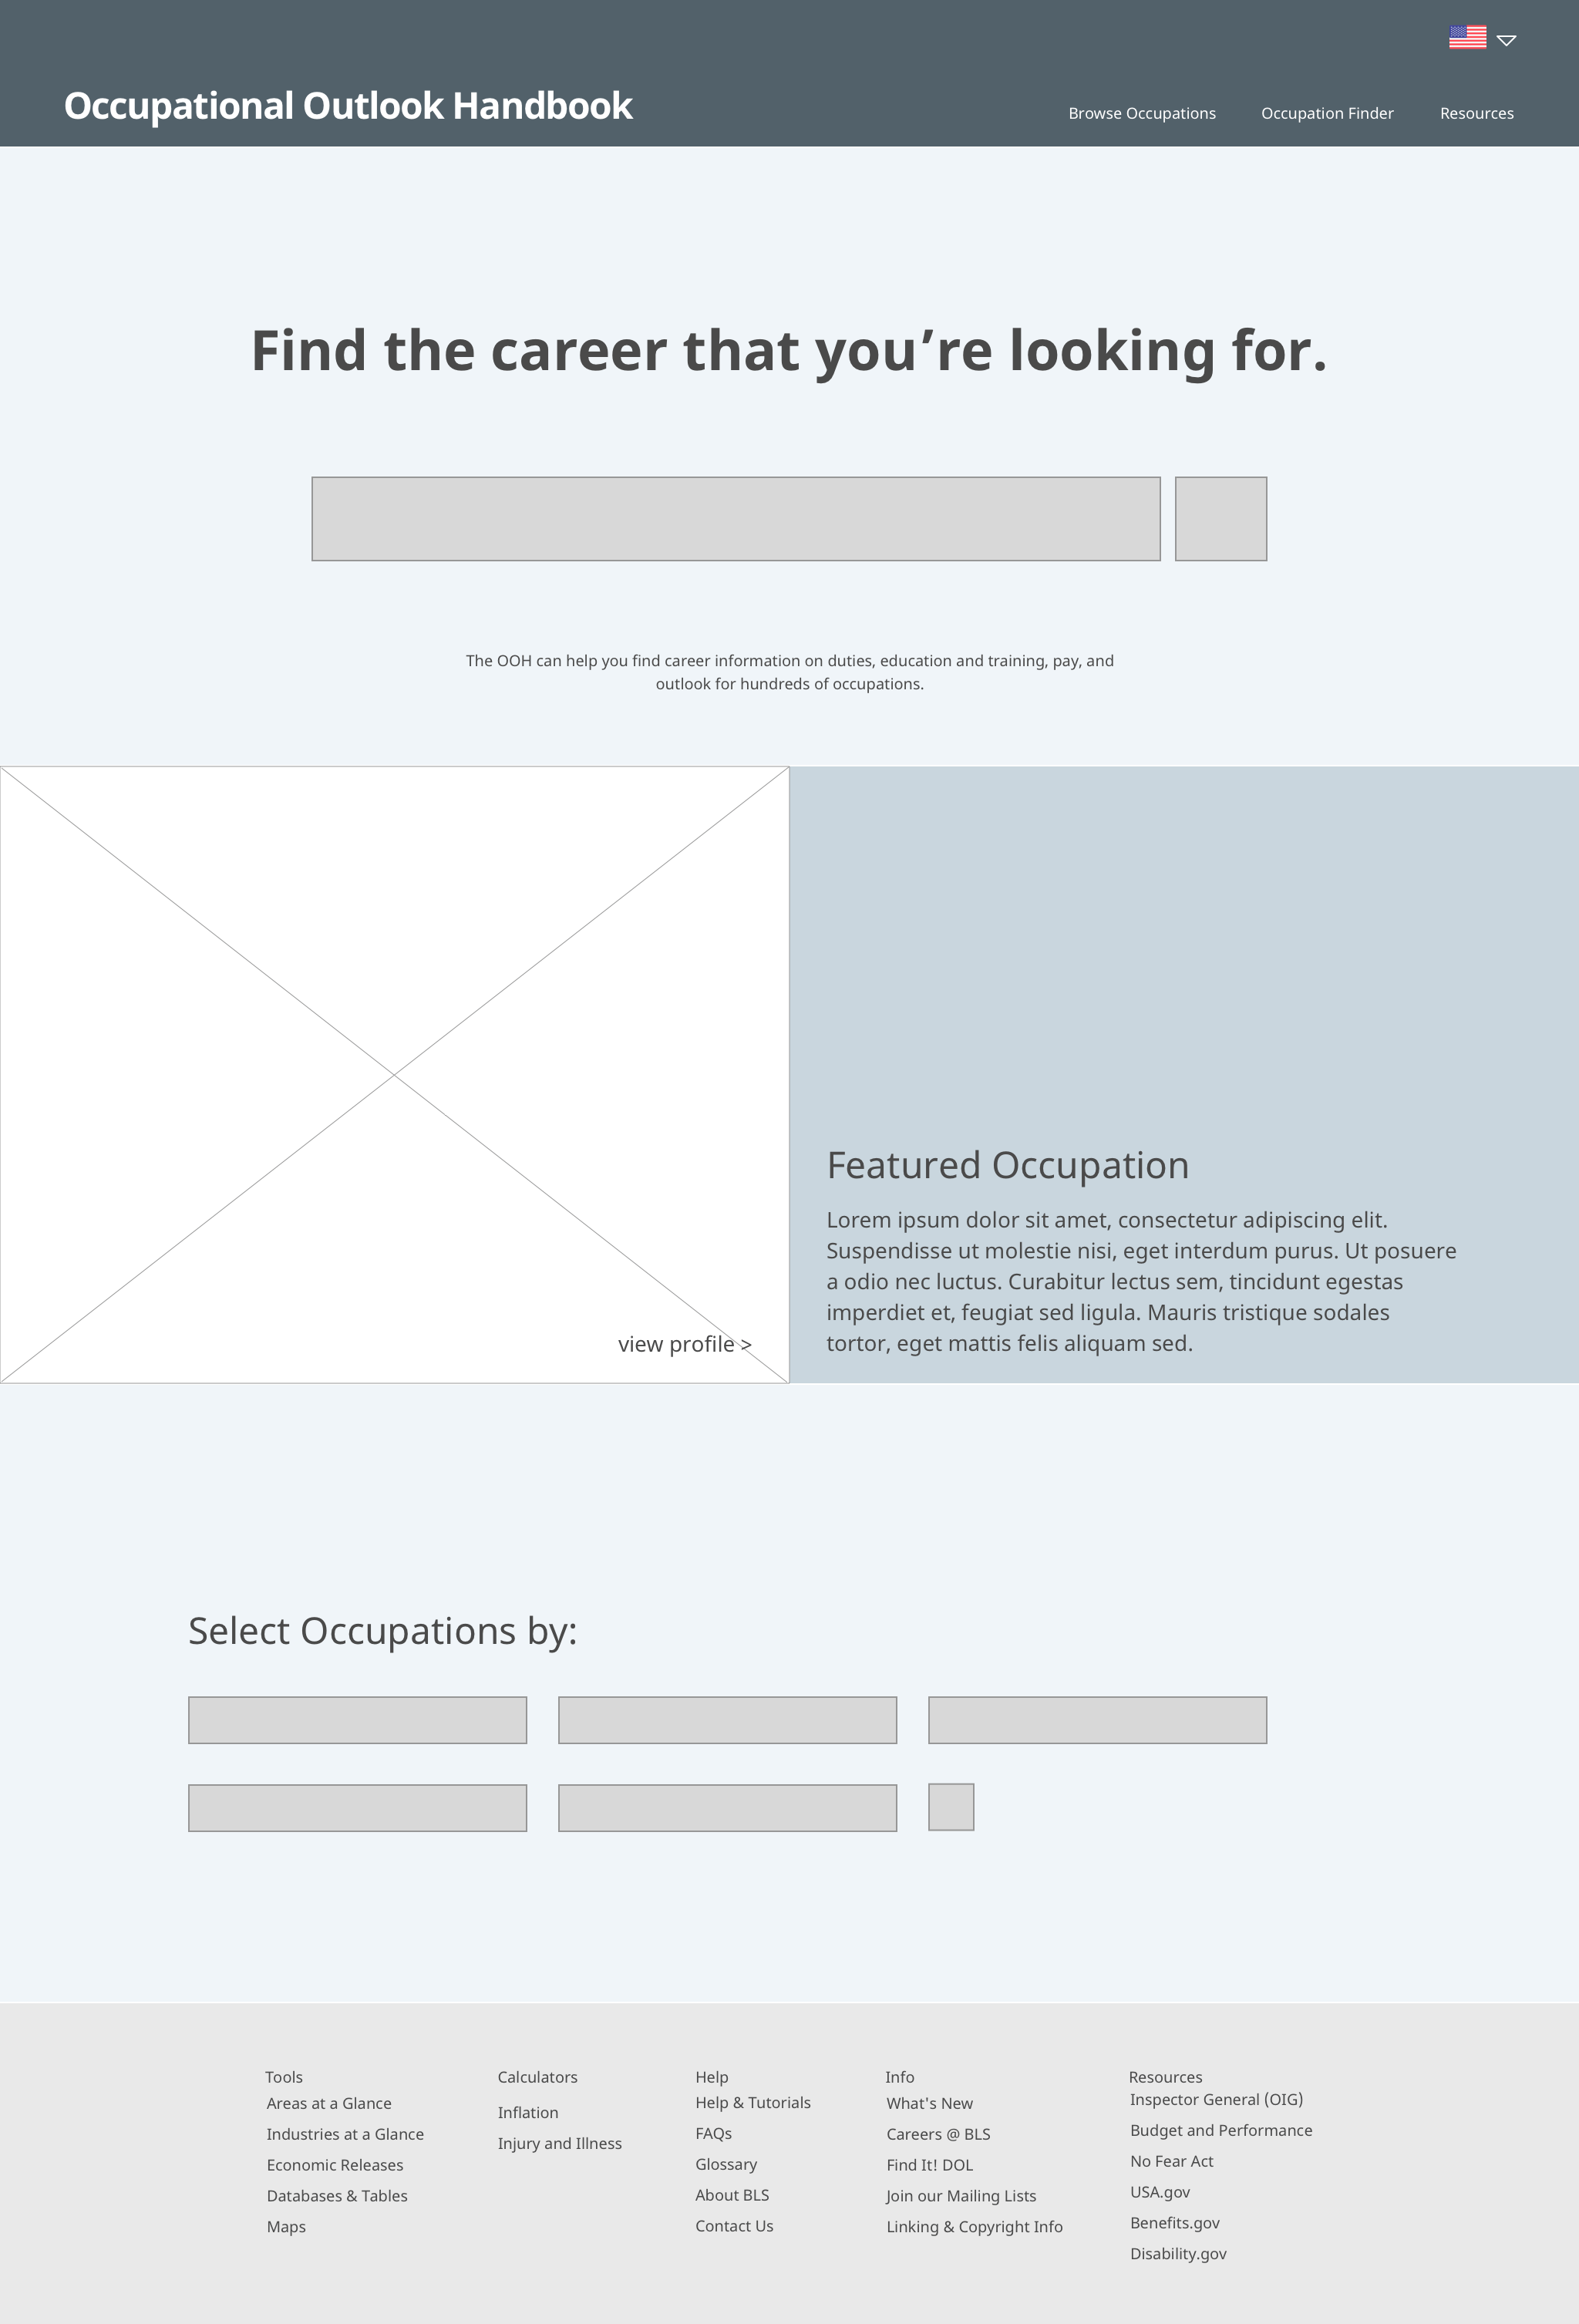 Occupational Outlook Handbook
Browse Occupations
Occupation Finder
Resources
Find the career that you’re looking for.
The OOH can help you find career information on duties, education and training, pay, and
outlook for hundreds of occupations.
view profile >
Featured Occupation
Lorem ipsum dolor sit amet, consectetur adipiscing elit.
Suspendisse ut molestie nisi, eget interdum purus. Ut posuere
a odio nec luctus. Curabitur lectus sem, tincidunt egestas
imperdiet et, feugiat sed ligula. Mauris tristique sodales
tortor, eget mattis felis aliquam sed.
Select Occupations by:
Tools
Areas at a Glance
Industries at a Glance
Economic Releases
Databases & Tables
Maps
Calculators
Inflation
Injury and Illness
Help
Help & Tutorials
FAQs
Glossary
About BLS
Contact Us
Info
What's New
Careers @ BLS
Find It! DOL
Join our Mailing Lists
Linking & Copyright Info
Resources
Inspector General (OIG)
Budget and Performance
No Fear Act
USA.gov
Benefits.gov
Disability.gov